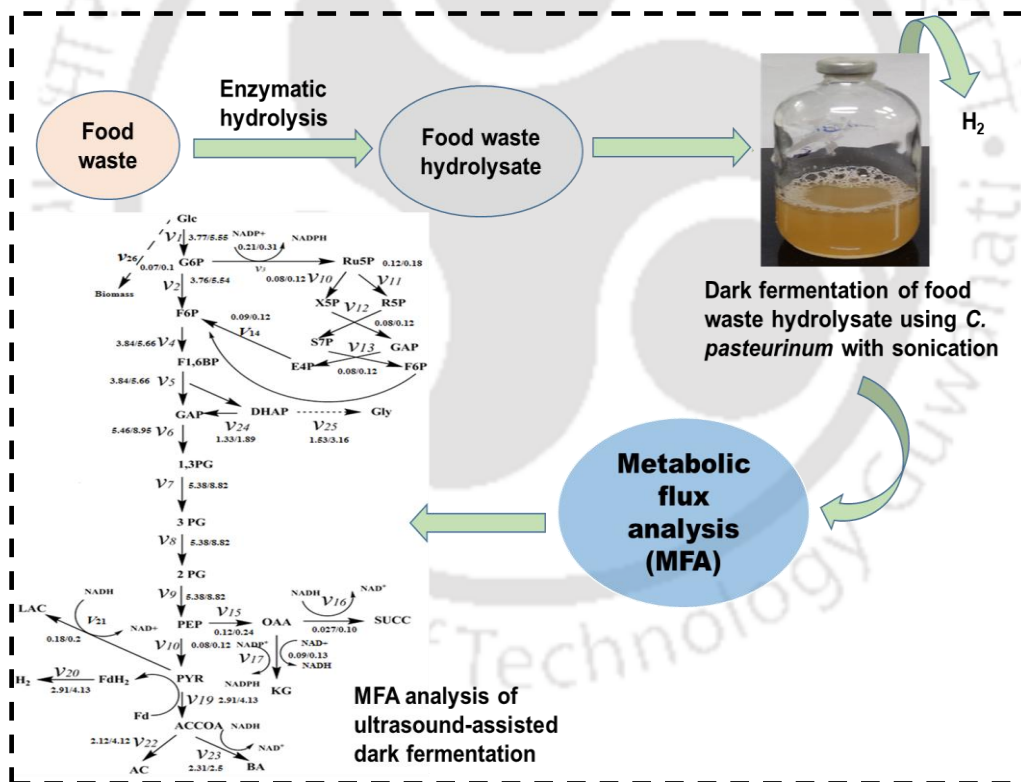 Food
waste
Enzymatic
hydrolysis
Food waste
hydrolysate
H₂
Dark fermentation of food
waste hydrolysate using C.
pasteurinum with sonication
Metabolic
flux
analysis
(MFA)
MFA analysis of
ultrasound-assisted
dark fermentation
Glc
V1 3.77/5.55
NADP+ NADPH
0.21/0.31
V26
0.07/0.1
Biomass
G6P
V3
Ru5P 0.12/0.18
V2 3.76/5.54
0.08/0.12 V10
V11
X5P V12 R5P
F6P
0.09/0.12
V14
0.08/0.12
3.84/5.66 V4
S7P V13 GAP
F1,6BP
E4P 0.08/0.12 F6P
3.84/5.66 V5
GAP DHAP Gly
V24
1.33/1.89
V25
1.53/3.16
5.46/8.95 V6
1,3PG
V7 5.38/8.82
3 PG
V8 5.38/8.82
2 PG
V9 5.38/8.82
NADH
LAC
V21
NAD+
0.18/0.2
PEP
V15
0.12/0.24
OAA
NADH V16 NAD+
0.027/0.10
SUCC
V10 0.08/0.12
NADP+
V17
NADPH
NAD+
0.09/0.13
NADH
KG
H₂ V20 FdH2
2.91/4.13
PYR
Fd
V19 2.91/4.13
ACCOA NADH
NAD+
2.12/4.12 V22
V23
2.31/2.5
AC BA
of Technology Guwahati